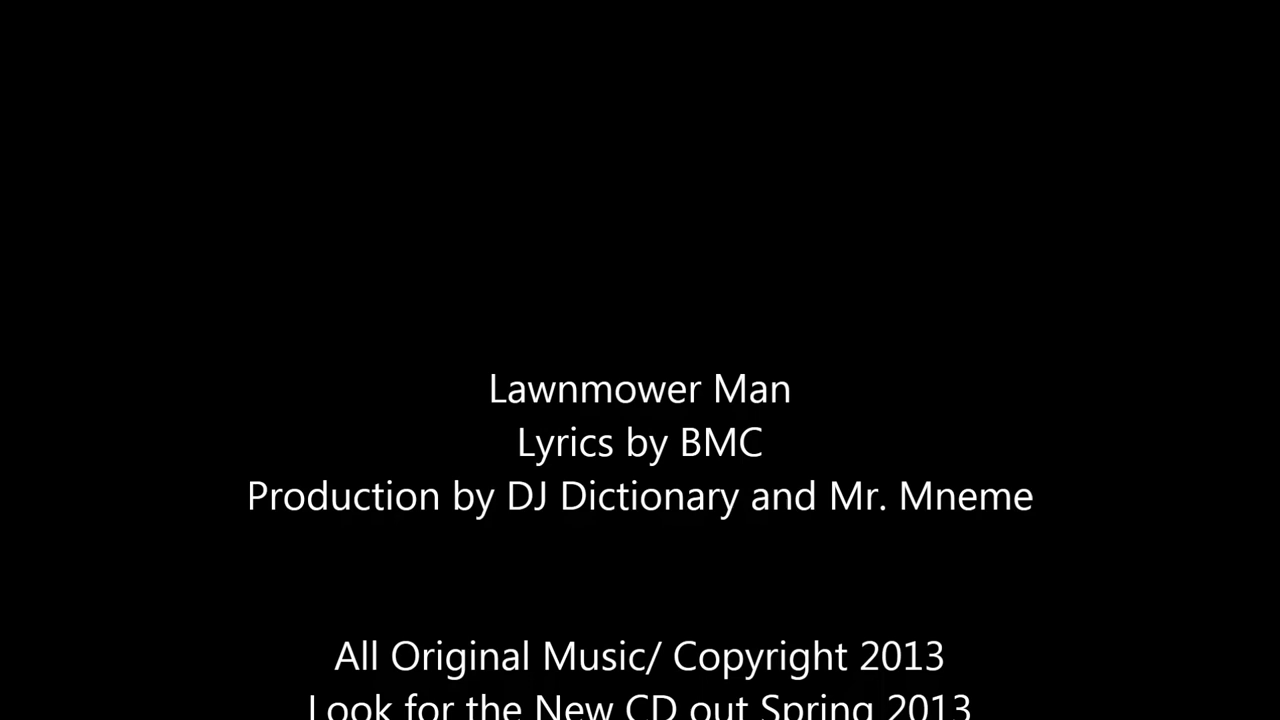 Lawnmower Man
Lyrics by BMC
Production by DJ Dictionary and Mr. Mneme
All Original Music/ Copyright 2013
Look for the New CD out Spring 2013